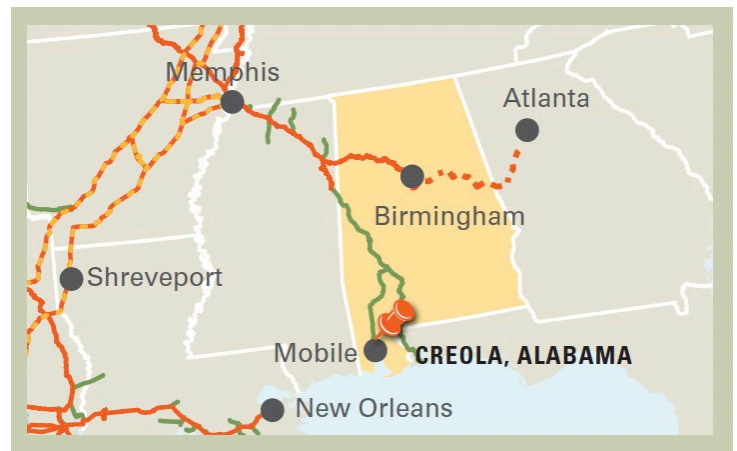 Memphis
Atlanta
Birmingham
Shreveport
Mobile
CREOLA, ALABAMA
New Orleans